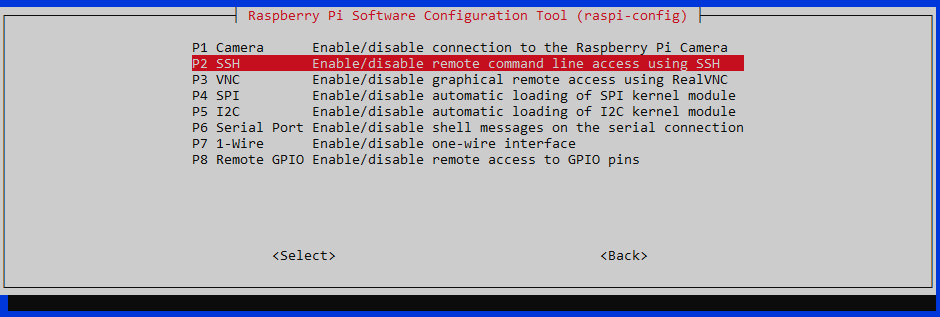 Raspberry Pi Software Configuration Tool (raspi-config)
P1 Camera Enable/disable connection to the Raspberry Pi Camera
P2 SSH Enable/disable remote command line access using SSH
P3 VNC Enable/disable graphical remote access using RealVNC
P4 SPI Enable/disable automatic loading of SPI kernel module
P5 I2C Enable/disable automatic loading of I2C kernel module
P6 Serial Port Enable/disable shell messages on the serial connection
P7 1-Wire Enable/disable one-wire interface
P8 Remote GPIO Enable/disable remote access to GPIO pins
<Select> <Back>